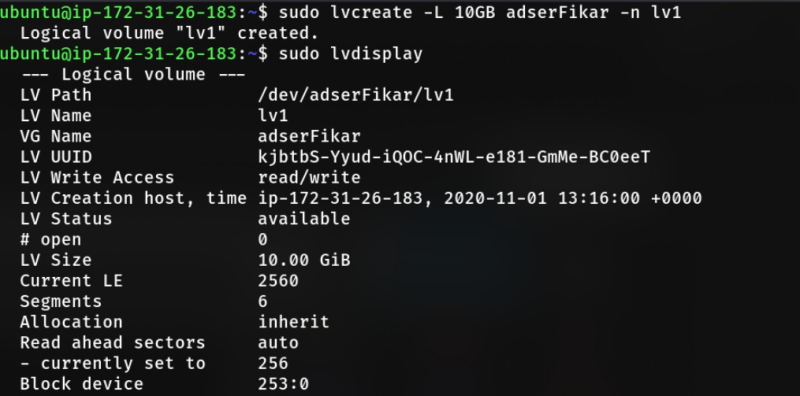 ubuntu@ip-172-31-26-183:~$ sudo lvcreate -L 10GB adserFikar -n lv1
  Logical volume "lv1" created.
ubuntu@ip-172-31-26-183:~$ sudo lvdisplay
  --- Logical volume ---
  LV Path                /dev/adserFikar/lv1
  LV Name                lv1
  VG Name                adserFikar
  LV UUID                kjbtbS-Yyud-iQOC-4nWL-e181-GmMe-BC0eeT
  LV Write Access        read/write
  LV Creation host, time ip-172-31-26-183, 2020-11-01 13:16:00 +0000
  LV Status              available
  # open                 0
  LV Size                10.00 GiB
  Current LE             2560
  Segments               6
  Allocation             inherit
  Read ahead sectors     auto
  - currently set to     256
  Block device           253:0